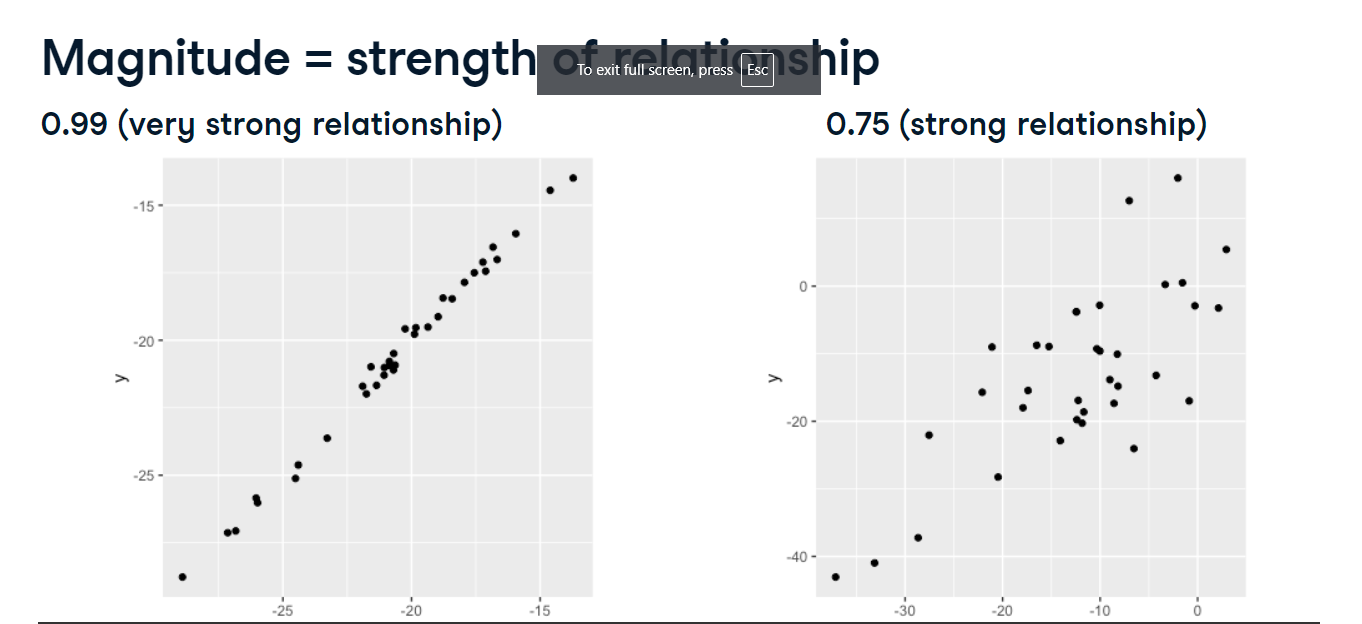 Magnitude = strength of relationship
To exit full screen, press Esc
0.99 (very strong relationship)
0.75 (strong relationship)
-15
-20
-25
y
-25 -20 -15
0
-20
-40
y
-30 -20 -10 0